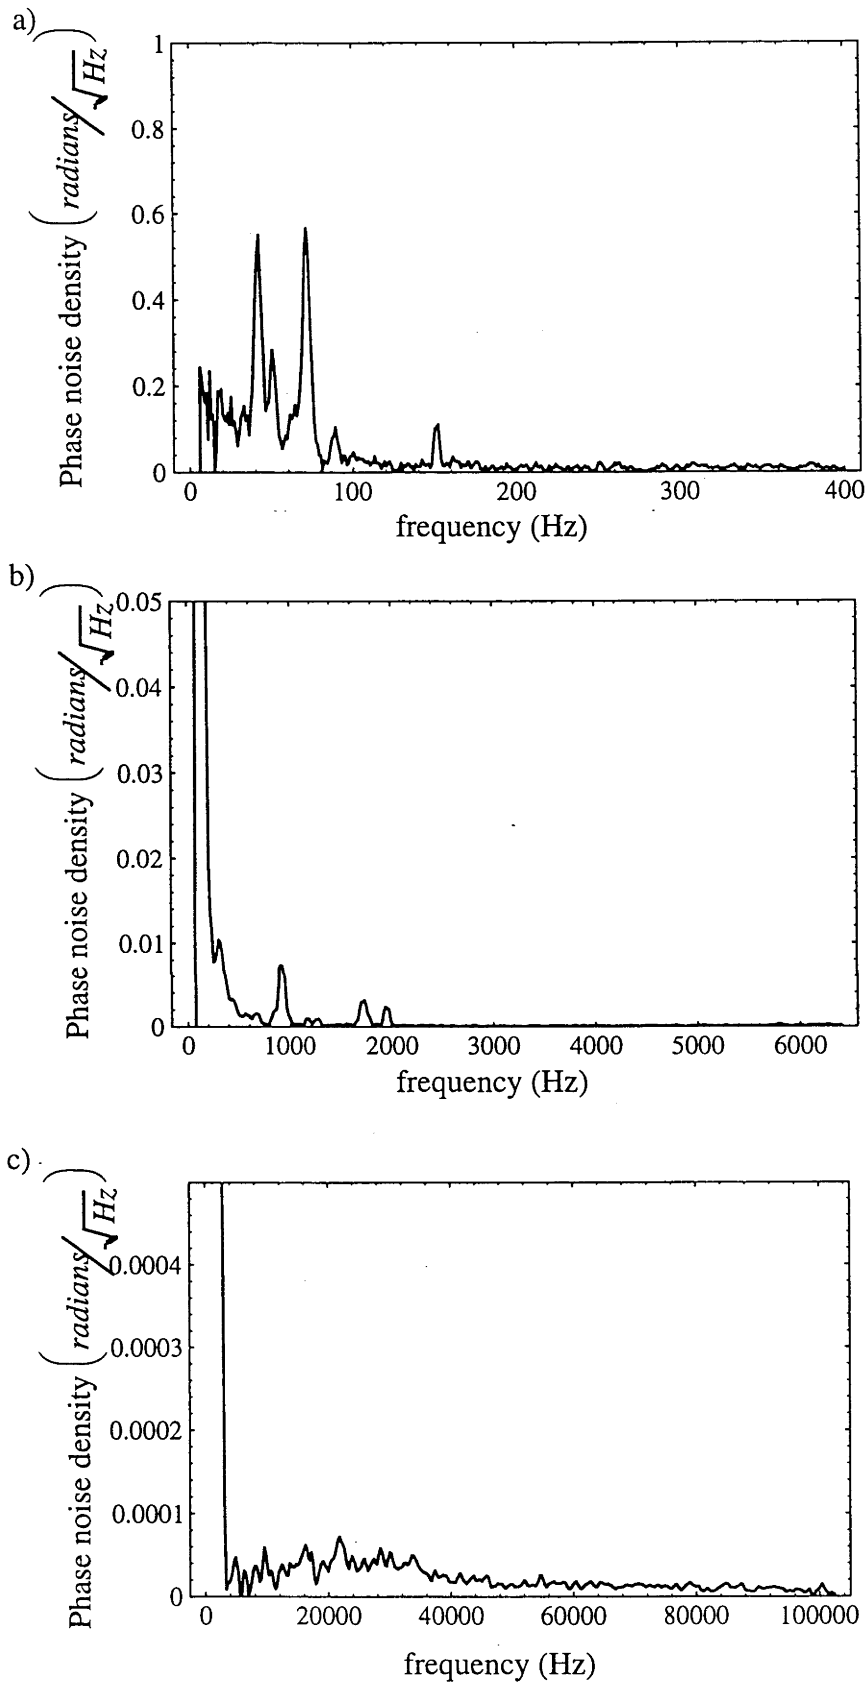 a)
Phase noise density (radians/√Hz)
1
0.8
0.6
0.4
0.2
0
0 100 200 300 400
frequency (Hz)
b)
Phase noise density (radians/√Hz)
0.05
0.04
0.03
0.02
0.01
0
0 1000 2000 3000 4000 5000 6000
frequency (Hz)
c)
Phase noise density (radians/√Hz)
0.0004
0.0003
0.0002
0.0001
0
0 20000 40000 60000 80000 100000
frequency (Hz)